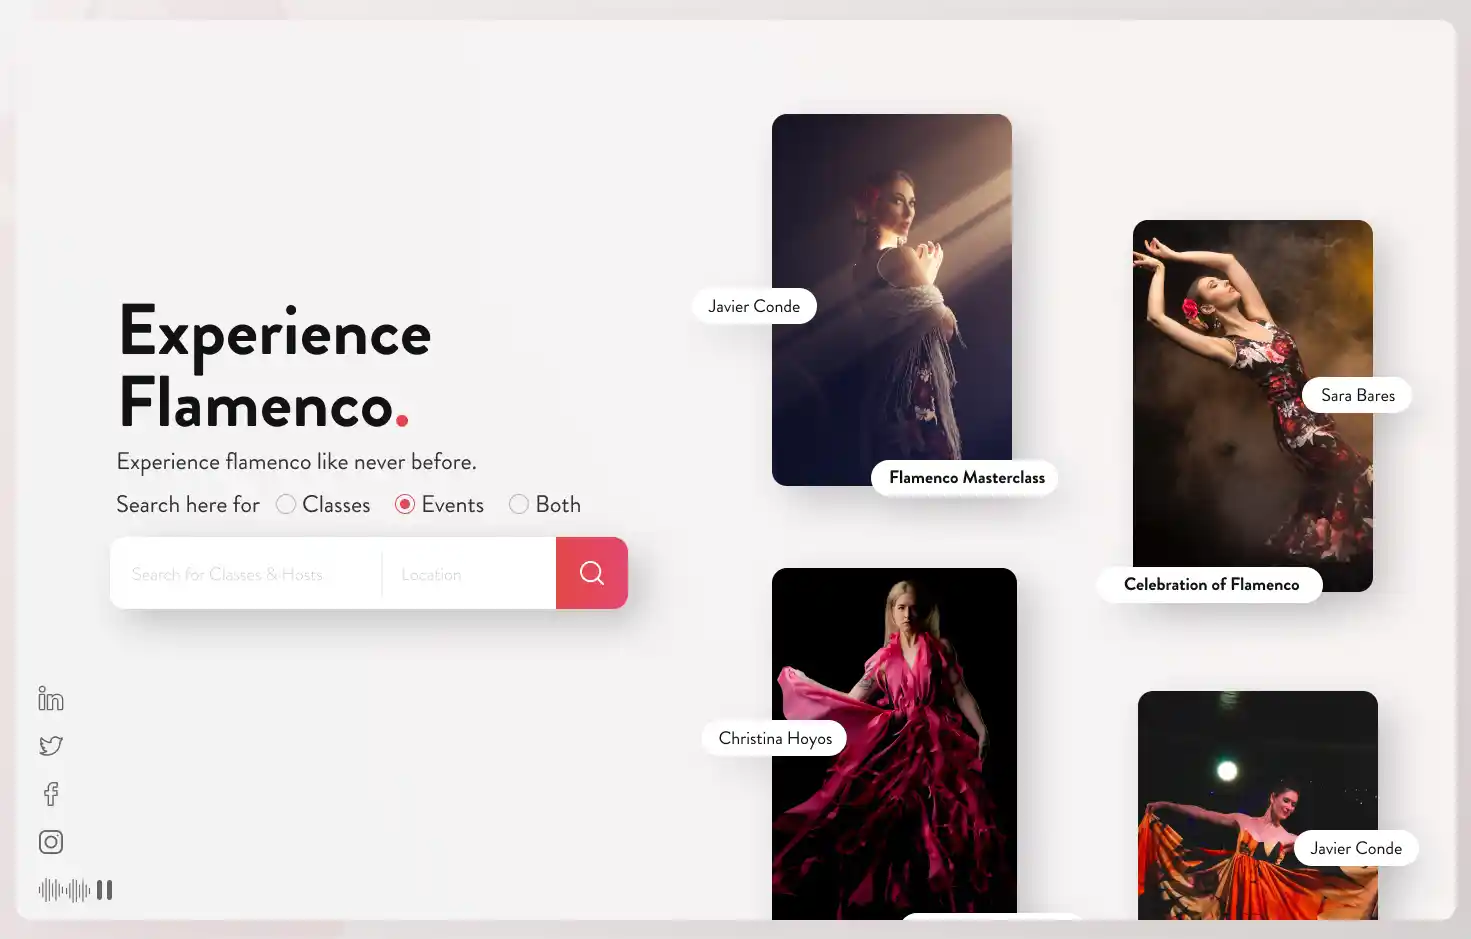 Experience
Flamenco.
Experience flamenco like never before.
Search here for Classes Events Both
Search for Classes & Hosts
Location
Javier Conde
Flamenco Masterclass
Sara Bares
Celebration of Flamenco
Christina Hoyos
Javier Conde